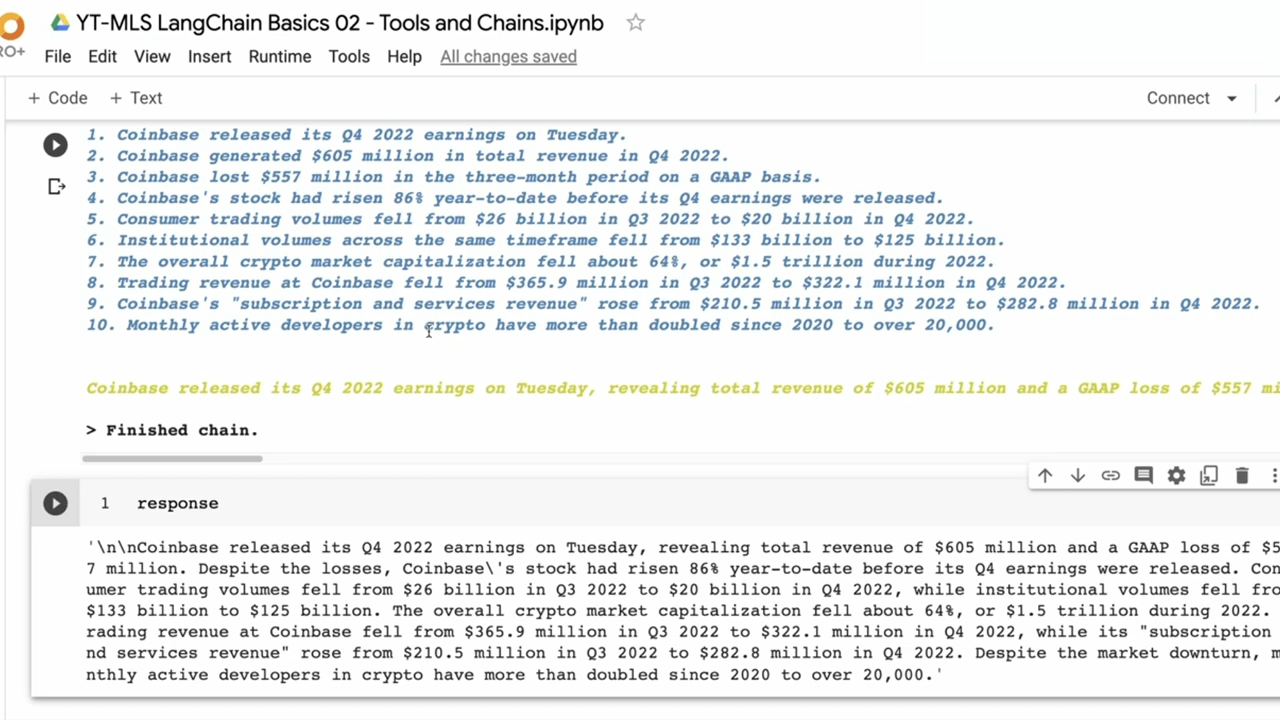 YT-MLS LangChain Basics 02 - Tools and Chains.ipynb
RO+
File Edit View Insert Runtime Tools Help All changes saved
+ Code + Text Connect
1. Coinbase released its Q4 2022 earnings on Tuesday.
2. Coinbase generated $605 million in total revenue in Q4 2022.
3. Coinbase lost $557 million in the three-month period on a GAAP basis.
4. Coinbase's stock had risen 86% year-to-date before its Q4 earnings were released.
5. Consumer trading volumes fell from $26 billion in Q3 2022 to $20 billion in Q4 2022.
6. Institutional volumes across the same timeframe fell from $133 billion to $125 billion.
7. The overall crypto market capitalization fell about 64%, or $1.5 trillion during 2022.
8. Trading revenue at Coinbase fell from $365.9 million in Q3 2022 to $322.1 million in Q4 2022.
9. Coinbase's "subscription and services revenue" rose from $210.5 million in Q3 2022 to $282.8 million in Q4 2022.
10. Monthly active developers in crypto have more than doubled since 2020 to over 20,000.
Coinbase released its Q4 2022 earnings on Tuesday, revealing total revenue of $605 million and a GAAP loss of $557 mi
> Finished chain.
1 response
'\n\nCoinbase released its Q4 2022 earnings on Tuesday, revealing total revenue of $605 million and a GAAP loss of $5
7 million. Despite the losses, Coinbase\'s stock had risen 86% year-to-date before its Q4 earnings were released. Con
umer trading volumes fell from $26 billion in Q3 2022 to $20 billion in Q4 2022, while institutional volumes fell fro
$133 billion to $125 billion. The overall crypto market capitalization fell about 64%, or $1.5 trillion during 2022.
rading revenue at Coinbase fell from $365.9 million in Q3 2022 to $322.1 million in Q4 2022, while its "subscription
nd services revenue" rose from $210.5 million in Q3 2022 to $282.8 million in Q4 2022. Despite the market downturn, m
nthly active developers in crypto have more than doubled since 2020 to over 20,000.'